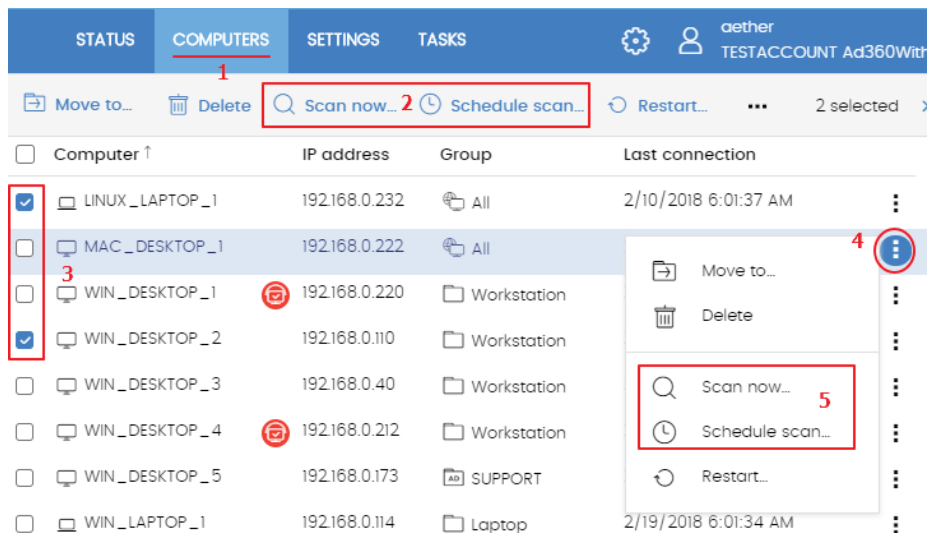 STATUS COMPUTERS SETTINGS TASKS aether
TESTACCOUNT Ad360With
1
Move to... Delete Scan now... 2 Schedule scan... Restart... ... 2 selected
Computer ↑ IP address Group Last connection
LINUX_LAPTOP_1 192.168.0.232 All 2/10/2018 6:01:37 AM
MAC_DESKTOP_1 192.168.0.222 All 4
3
WIN_DESKTOP_1 192.168.0.220 Workstation
WIN_DESKTOP_2 192.168.0.110 Workstation
WIN_DESKTOP_3 192.168.0.40 Workstation
WIN_DESKTOP_4 192.168.0.212 Workstation
WIN_DESKTOP_5 192.168.0.173 AD SUPPORT
WIN_LAPTOP_1 192.168.0.114 Laptop 2/19/2018 6:01:34 AM
Move to...
Delete
Scan now...
5
Schedule scan...
Restart...